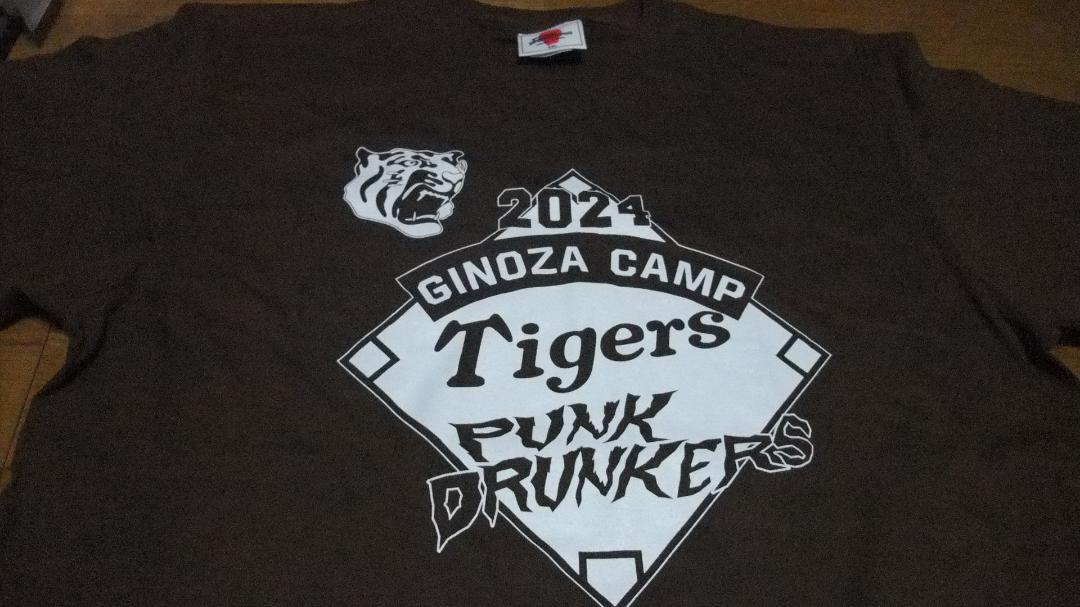 2024
GINOZA CAMP
Tigers
PUNK
DRUNKERS